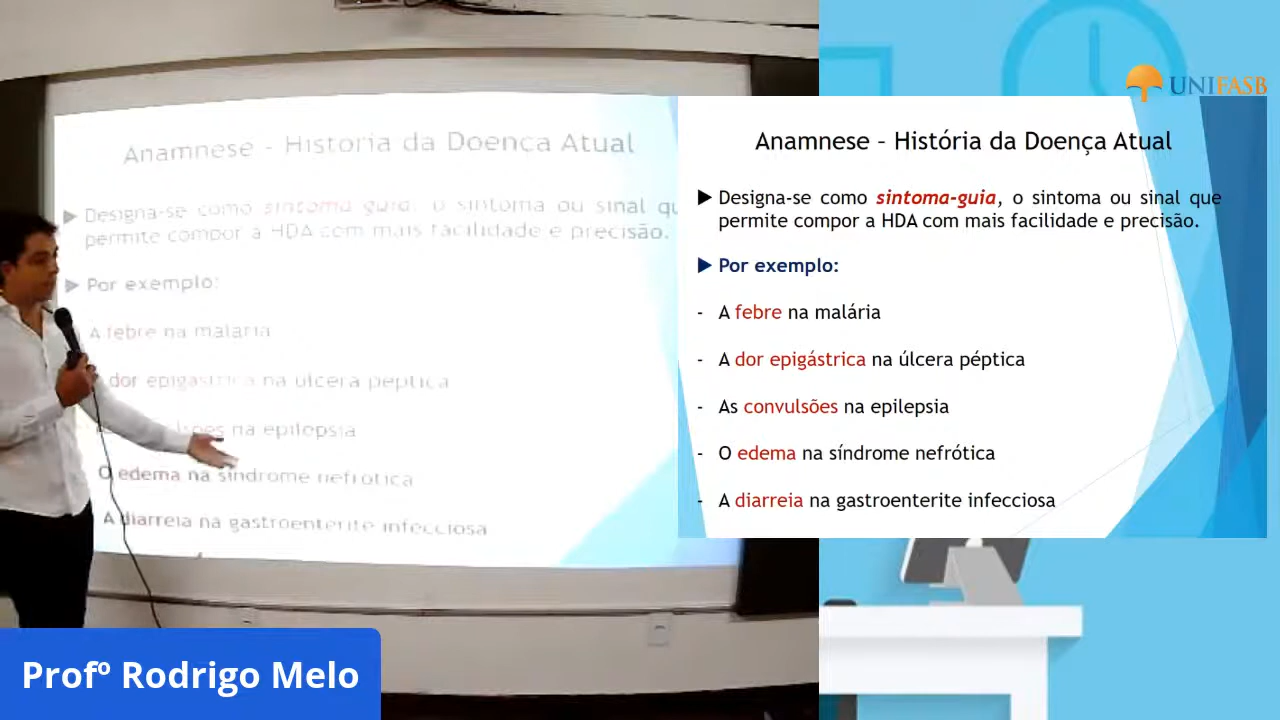 UNIFASB
Anamnese - História da Doença Atual
Designa-se como sintoma guia, o sintoma ou sinal qu
permite compor a HDA com mais facilidade e precisão.
Por exemplo:
A febre na malária
dor epigástrica na úlcera péptica
na epilepsia
O edema na síndrome nefrótica
A diarreia na gastroenterite infecciosa
Anamnese – História da Doença Atual
Designa-se como sintoma-guia, o sintoma ou sinal que
permite compor a HDA com mais facilidade e precisão.
Por exemplo:
- A febre na malária
- A dor epigástrica na úlcera péptica
- As convulsões na epilepsia
- O edema na síndrome nefrótica
- A diarreia na gastroenterite infecciosa
Profº Rodrigo Melo